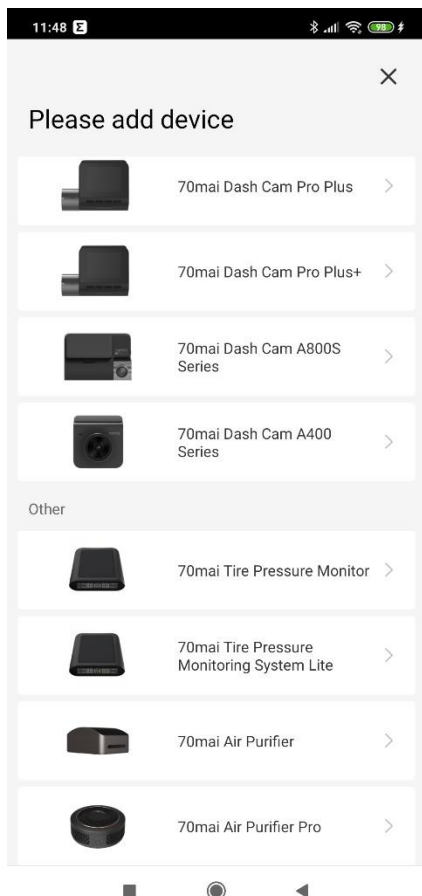 11:48
98
Please add device
70mai Dash Cam Pro Plus
70mai Dash Cam Pro Plus+
70mai Dash Cam A800S
Series
70mai Dash Cam A400
Series
Other
70mai Tire Pressure Monitor
70mai Tire Pressure
Monitoring System Lite
70mai Air Purifier
70mai Air Purifier Pro